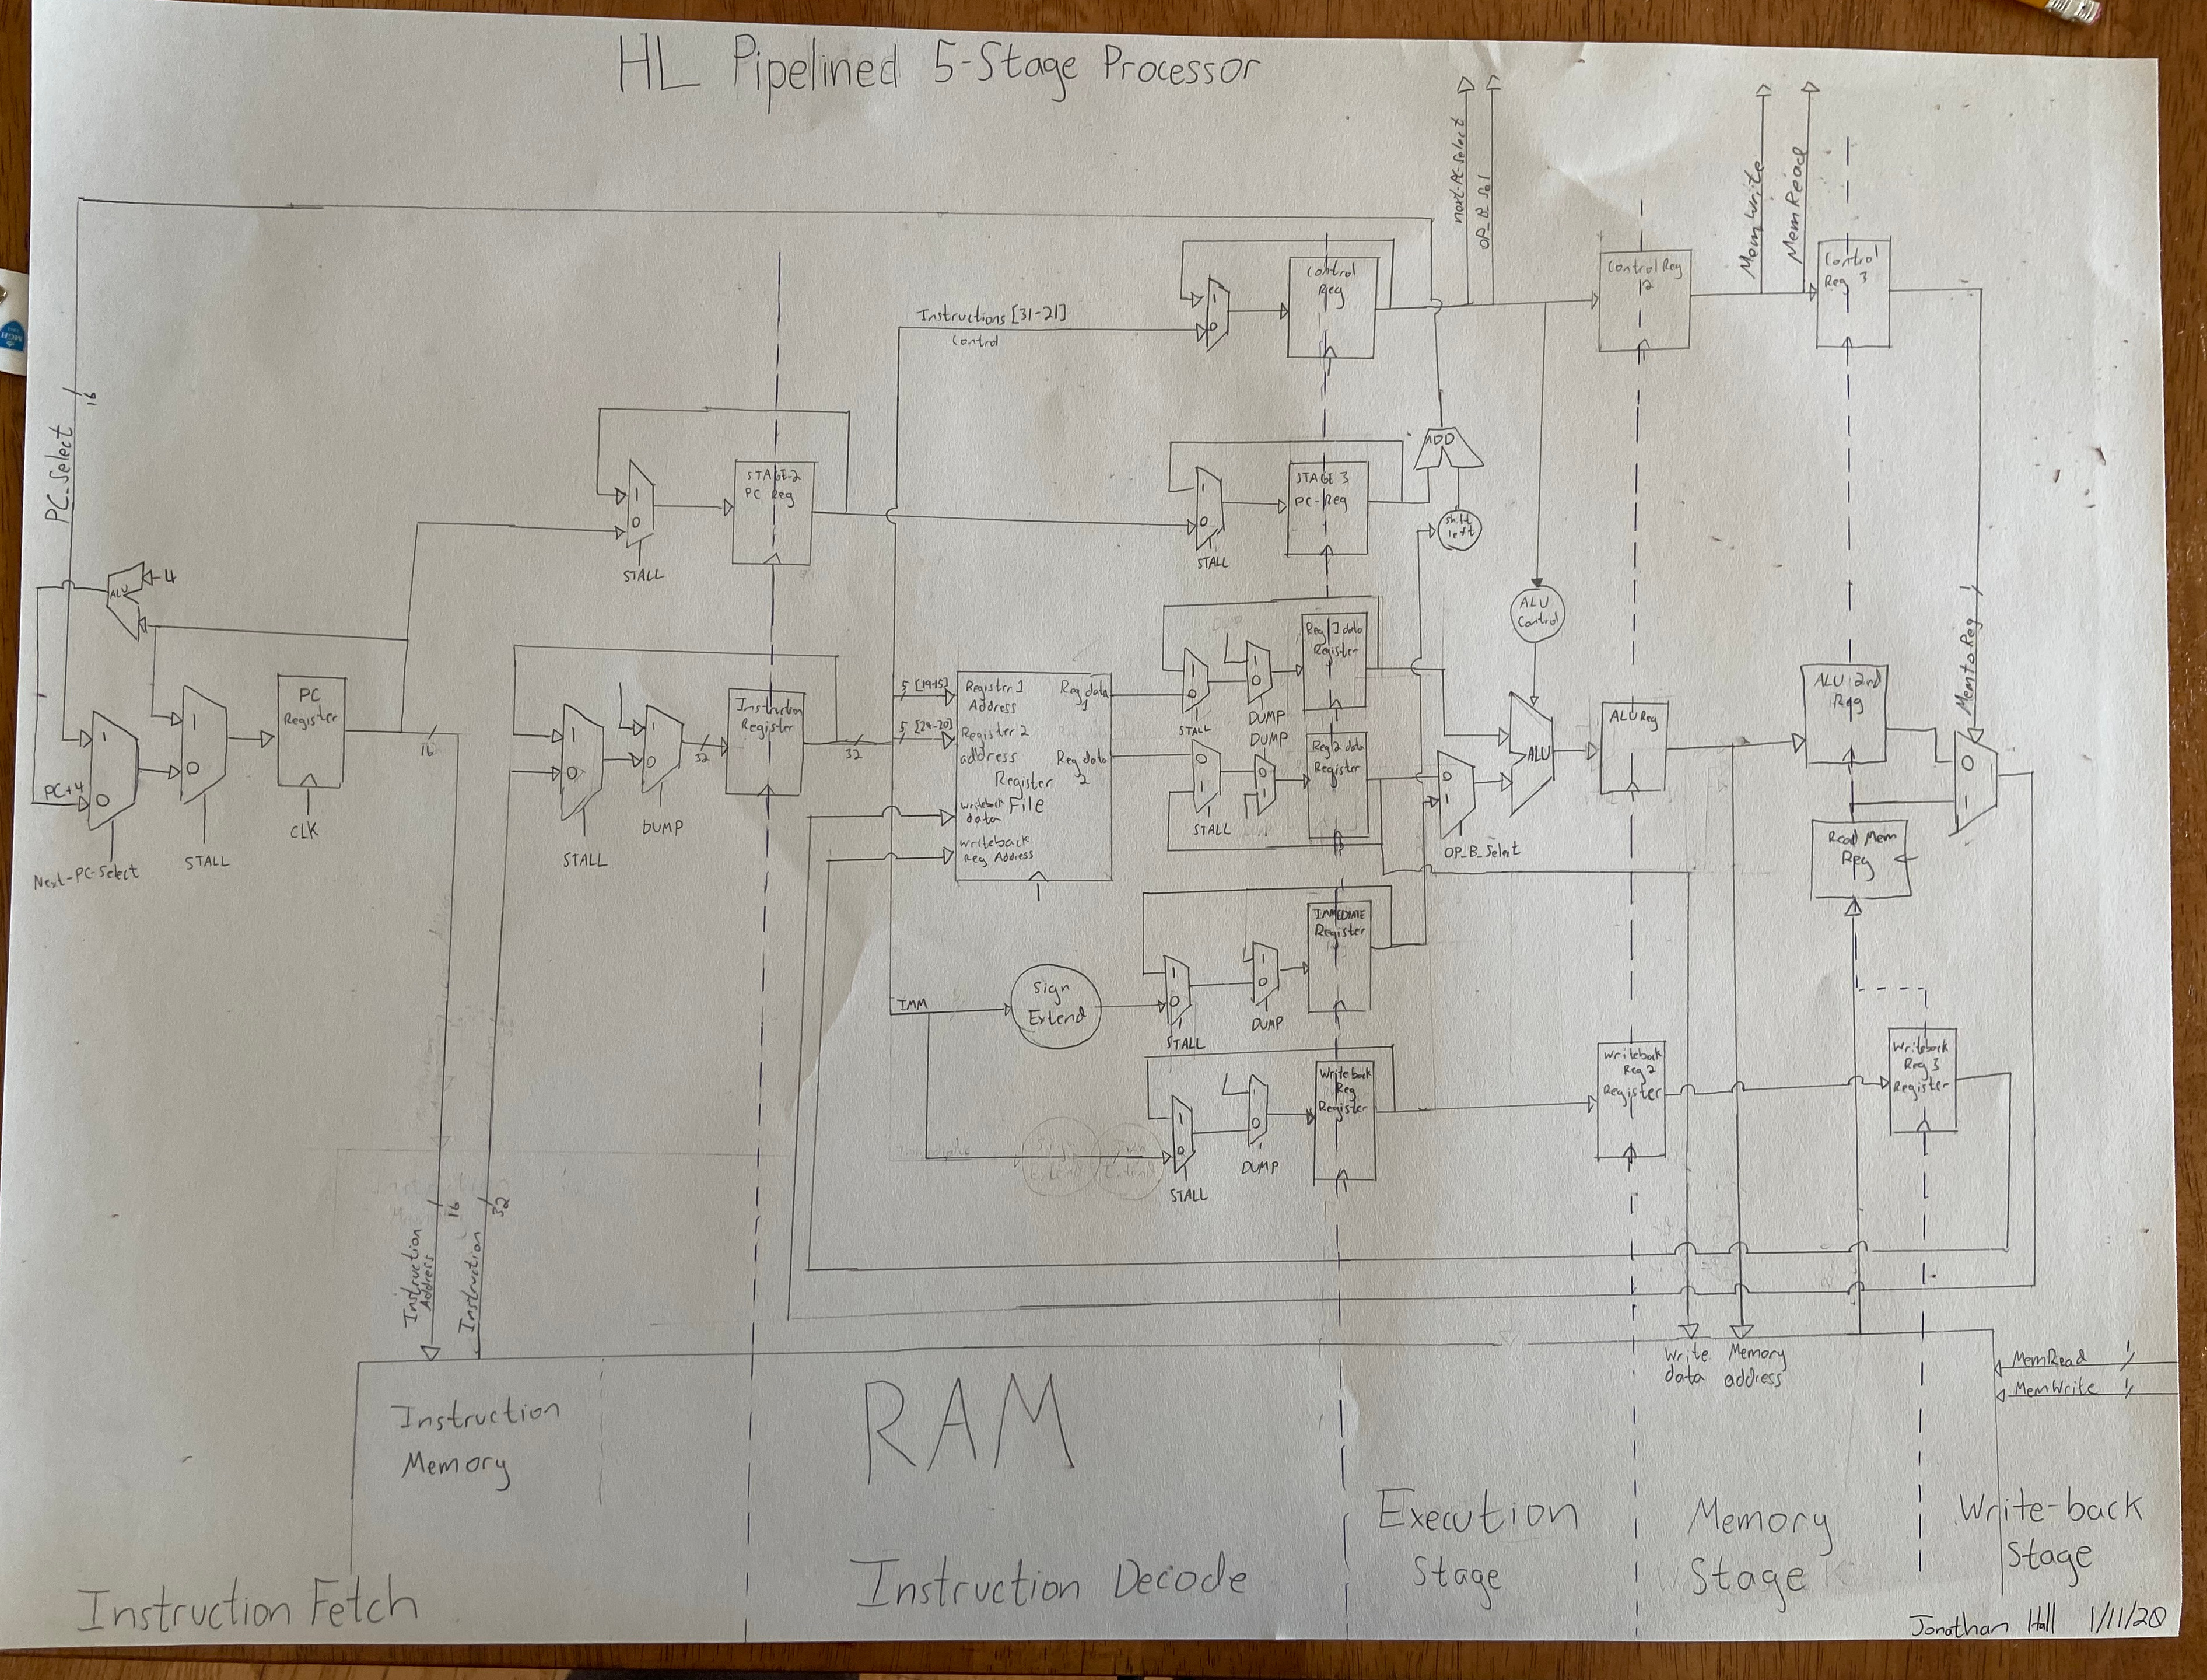 HL Pipelined 5-Stage Processor
next-PC-Select
OP_B_Sel
MemWrite
MemRead
Control
Reg
Control Reg
2
Control
Reg 3
Instructions [31-21]
Control
16
PC_Select
STAGE-2
PC Reg
STAGE 3
PC-Reg
ADD
Shift
left
STALL
STALL
4
ALU
ALU
Control
MemtoReg
1
PC
Register
PC+4
1
0
Next-PC-Select
1
0
STALL
CLK
16
1
0
STALL
1
0
DUMP
32
Instruction
Register
32
5 [19-15]
5 [24-20]
Register 1
Address
Register 2
address
Register
File
Writeback
data
Writeback
Reg Address
Reg data
1
Reg data
2
STALL
DUMP
DUMP
STALL
Reg 1 data
Register
Reg 2 data
Register
OP_B_Select
ALU
ALU Reg
ALU 2nd
Reg
Read Mem
Reg
IMM
Sign
Extend
STALL
DUMP
IMMEDIATE
Register
STALL
DUMP
Writeback
Reg
Register
Writeback
Reg 2
Register
Writeback
Reg 3
Register
16
32
Instruction
Address
Instruction
Write
data
Memory
address
MemRead 1
MemWrite 1
Instruction
Memory
RAM
Instruction Fetch
Instruction Decode
Execution
Stage
Memory
Stage
Write-back
Stage
Jonathan Hall 1/11/20